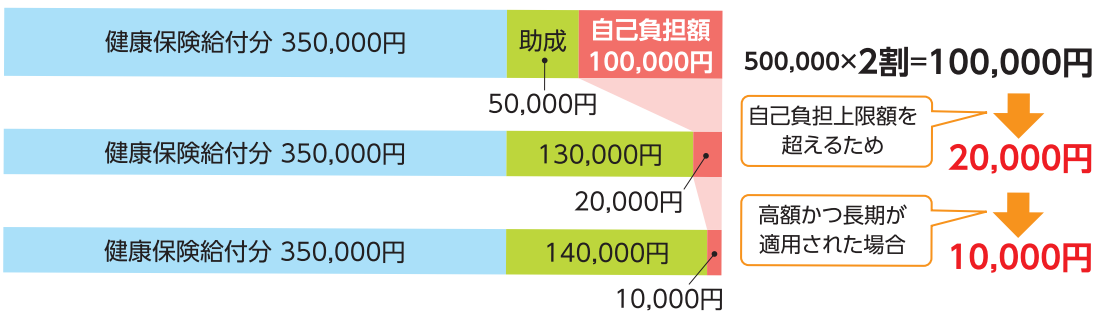 健康保険給付分 350,000円
助成
自己負担額
100,000円
50,000円
健康保険給付分 350,000円
130,000円
20,000円
健康保険給付分 350,000円
140,000円
10,000円
500,000×2割=100,000円
自己負担上限額を
超えるため
20,000円
高額かつ長期が
適用された場合
10,000円